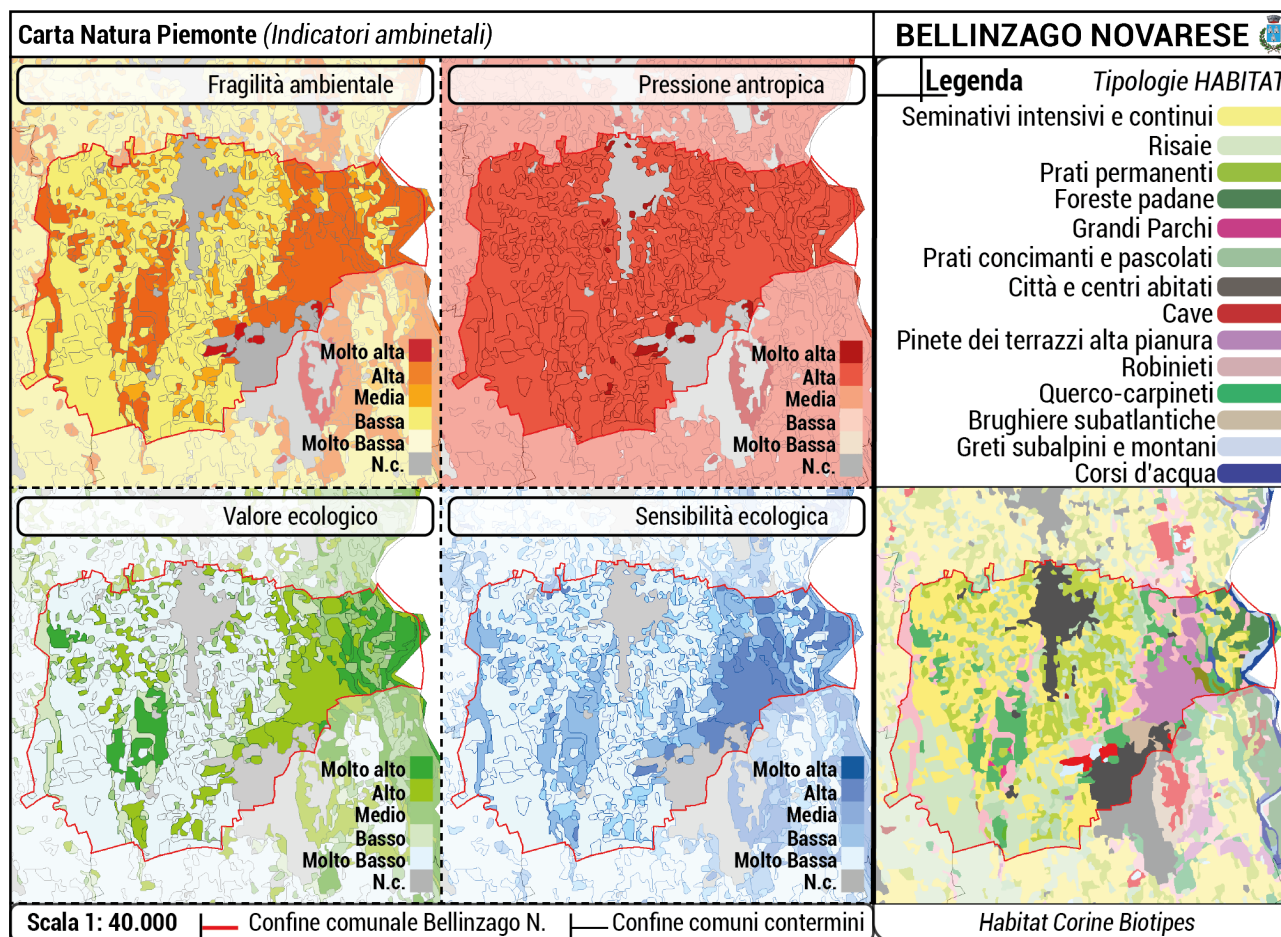 Carta Natura Piemonte (Indicatori ambinetali)
BELLINZAGO NOVARESE
Fragilità ambientale
Pressione antropica
Legenda
Tipologie HABITAT
Seminativi intensivi e continui
Risaie
Prati permanenti
Foreste padane
Grandi Parchi
Prati concimanti e pascolati
Città e centri abitati
Cave
Pinete dei terrazzi alta pianura
Robinieti
Querco-carpineti
Brughiere subatlantiche
Greti subalpini e montani
Corsi d'acqua
Molto alta
Alta
Media
Bassa
Molto Bassa
N.c.
Molto alta
Alta
Media
Bassa
Molto Bassa
N.c.
Valore ecologico
Sensibilità ecologica
Molto alto
Alto
Medio
Basso
Molto Basso
N.c.
Molto alta
Alta
Media
Bassa
Molto Bassa
N.c.
Scala 1: 40.000
Confine comunale Bellinzago N.
Confine comuni contermini
Habitat Corine Biotipes